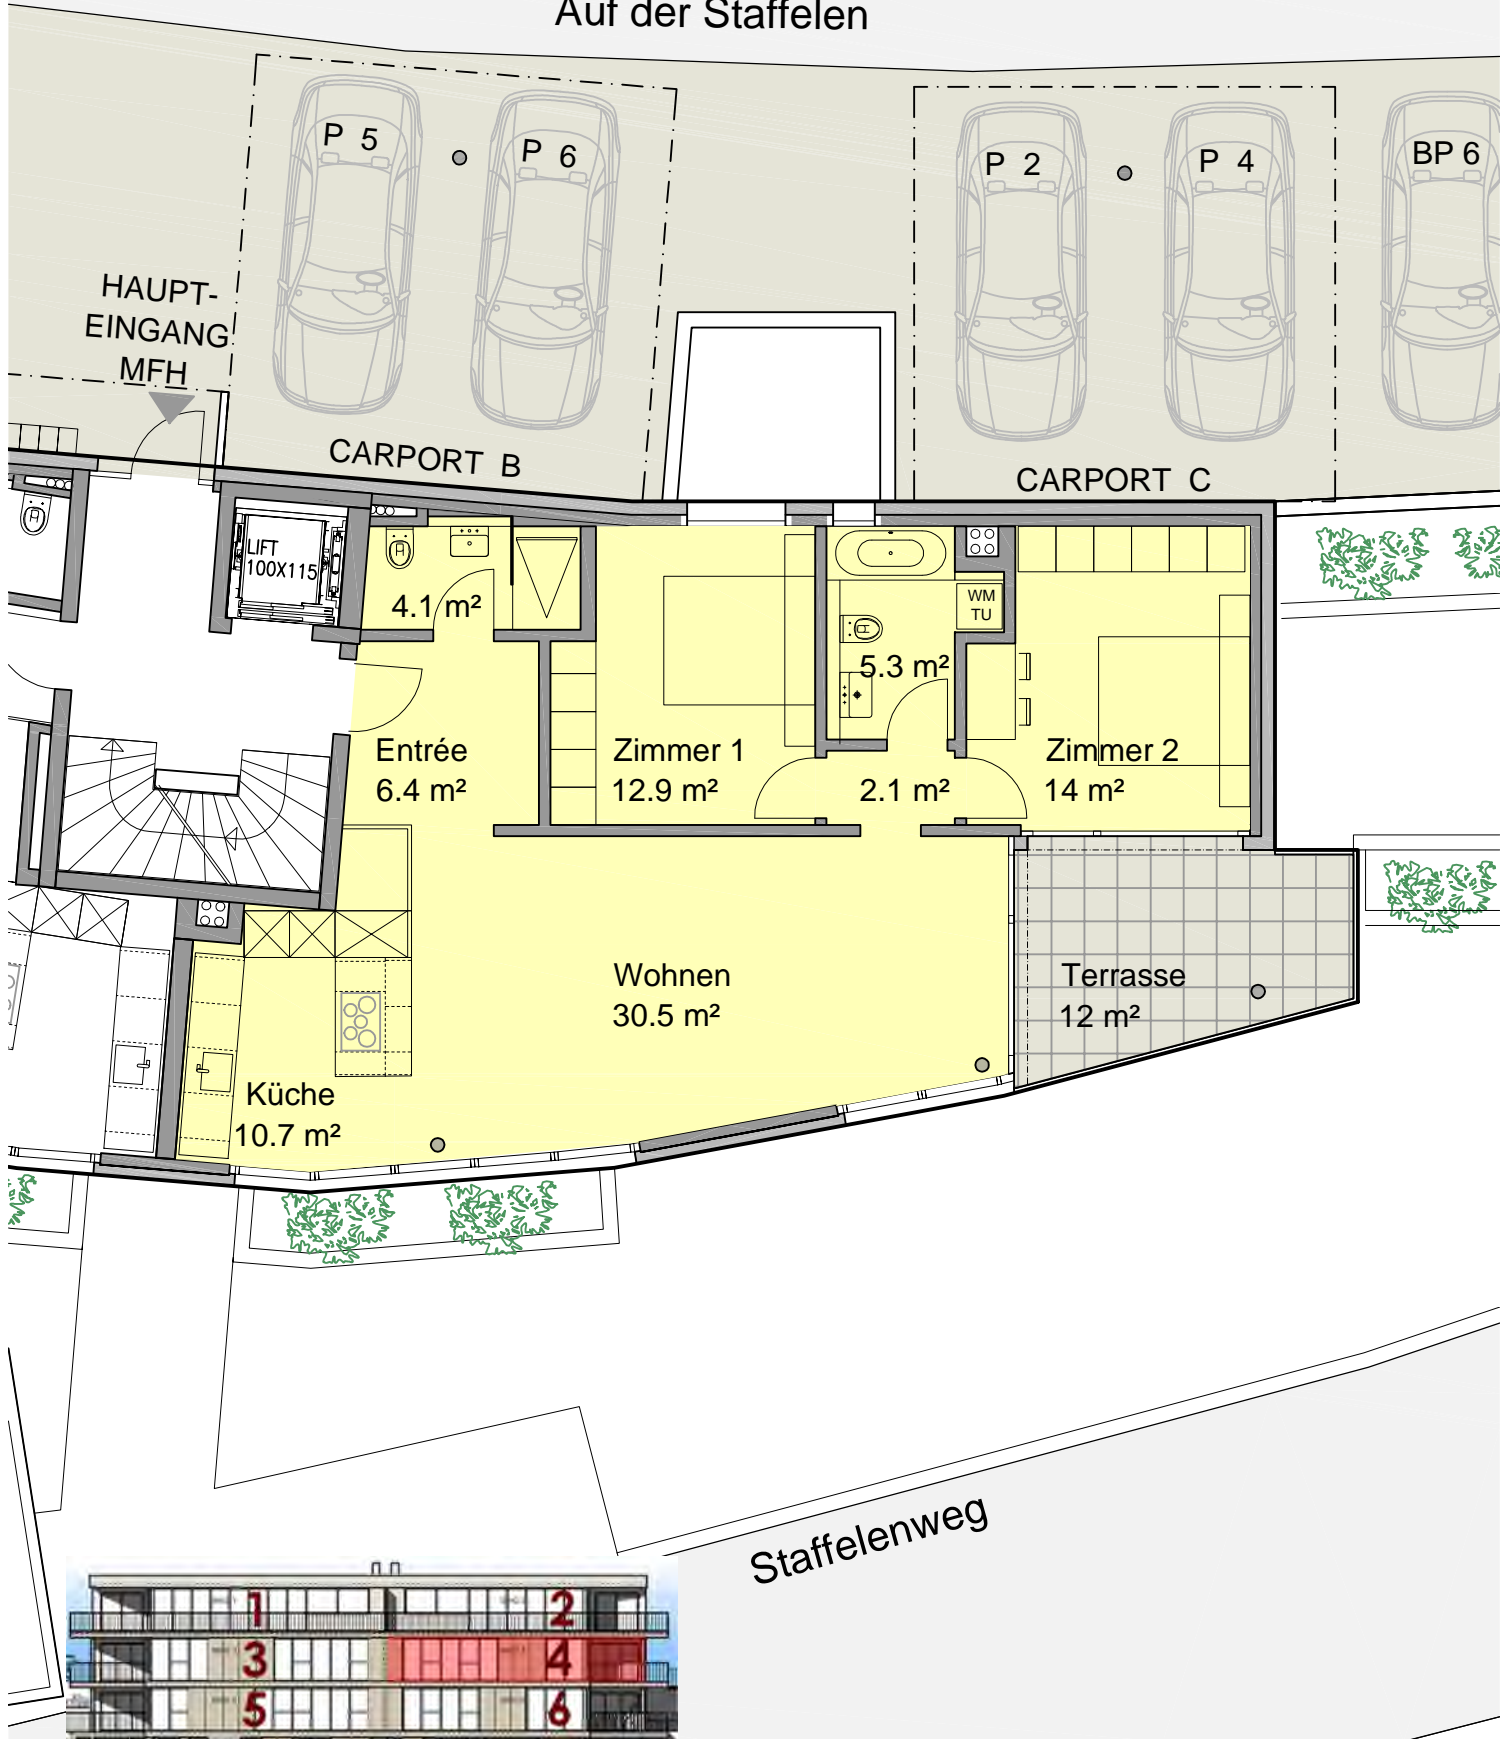 Auf der Staffelen
P 5
P 6
P 2
P 4
BP 6
HAUPT-
EINGANG
MFH
CARPORT B
CARPORT C
LIFT
100X115
4.1 m²
WM
TU
5.3 m²
Entrée
6.4 m²
Zimmer 1
12.9 m²
2.1 m²
Zimmer 2
14 m²
Wohnen
30.5 m²
Terrasse
12 m²
Küche
10.7 m²
Staffelenweg
1
2
3
4
5
6